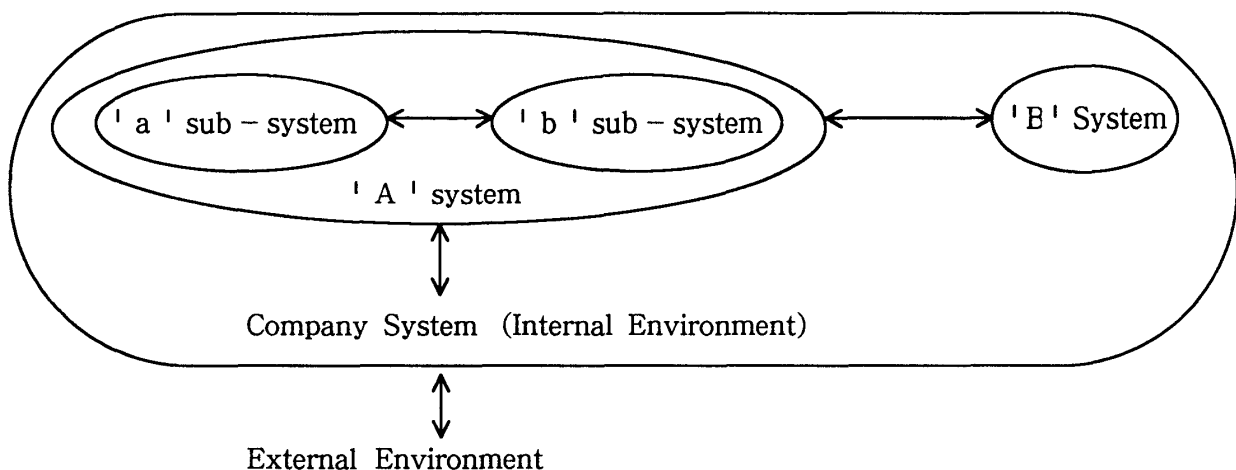 ' a ' sub - system
' b ' sub - system
'B' System
' A ' system
Company System (Internal Environment)
External Environment